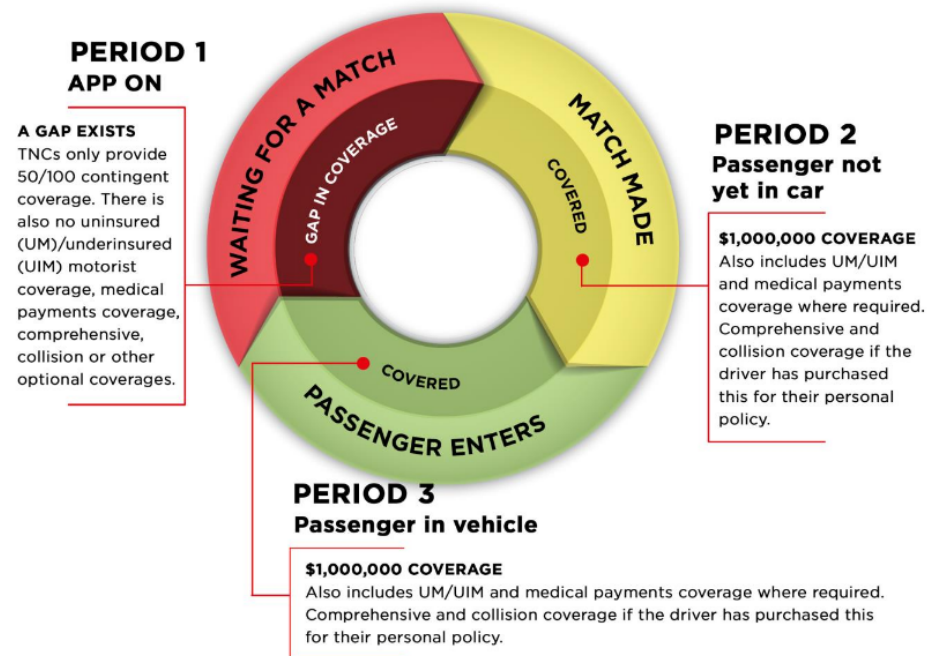 PERIOD 1
APP ON
A GAP EXISTS
TNCs only provide
50/100 contingent
coverage. There is
also no uninsured
(UM)/underinsured
(UIM) motorist
coverage, medical
payments coverage,
comprehensive,
collision or other
optional coverages.
WAITING FOR A MATCH
GAP IN COVERAGE
MATCH MADE
COVERED
PERIOD 2
Passenger not
yet in car
$1,000,000 COVERAGE
Also includes UM/UIM
and medical payments
coverage where required.
Comprehensive and
collision coverage if the
driver has purchased
this for their personal
policy.
COVERED
PASSENGER ENTERS
PERIOD 3
Passenger in vehicle
$1,000,000 COVERAGE
Also includes UM/UIM and medical payments coverage where required.
Comprehensive and collision coverage if the driver has purchased this
for their personal policy.